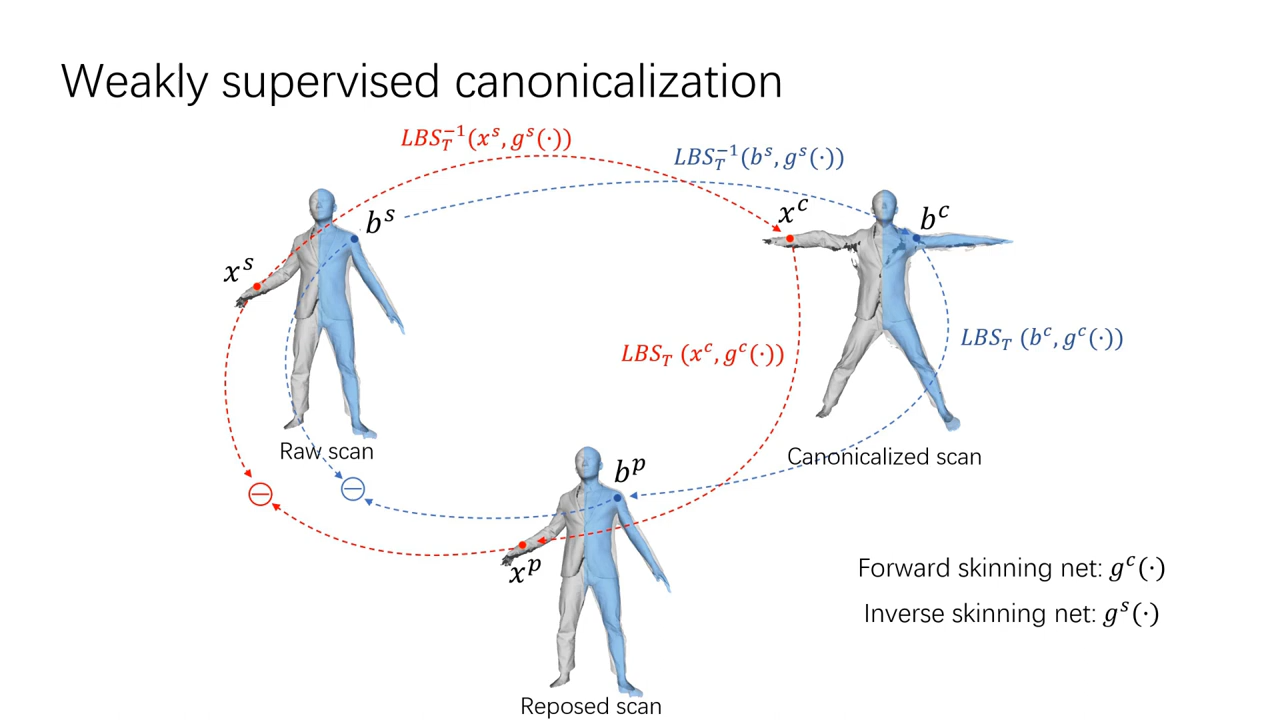 Weakly supervised canonicalization
LBS_T^{-1}(x^s, g^s(·))
LBS_T^{-1}(b^s, g^s(·))
b^s
x^c
b^c
x^s
LBS_T (x^c, g^c(·))
LBS_T (b^c, g^c(·))
Raw scan
Canonicalized scan
b^p
x^p
Forward skinning net: g^c(·)
Inverse skinning net: g^s(·)
Reposed scan